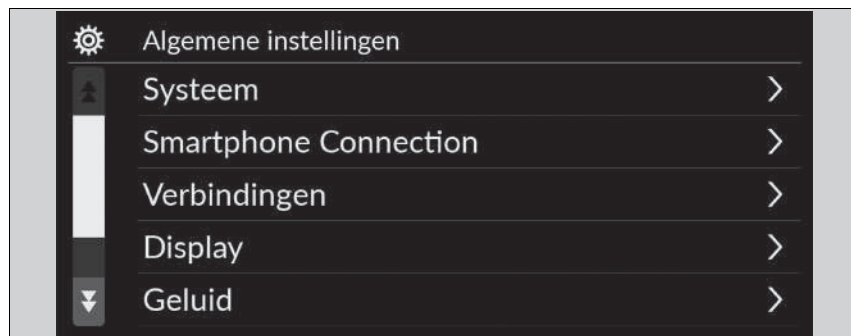 Algemene instellingen
Systeem
Smartphone Connection
Verbindingen
Display
Geluid